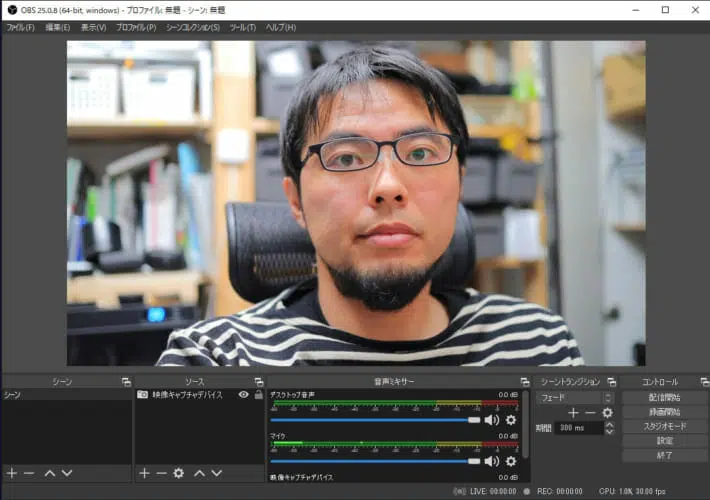 OBS 25.0.8 (64-bit, windows) - プロファイル: 無題 - シーン: 無題
ファイル(F) 編集(E) 表示(V) プロファイル(P) シーンコレクション(S) ツール(T) ヘルプ(H)
シーン ソース 音声ミキサー シーントランジション コントロール
シーン 映像キャプチャデバイス デスクトップ音声 0.0 dB フェード 配信開始
録画開始
期間 300 ms スタジオモード
マイク 0.0 dB 設定
終了
映像キャプチャデバイス 0.0 dB
LIVE: 00:00:00 REC: 00:00:00 CPU: 1.0%, 30.00 fps